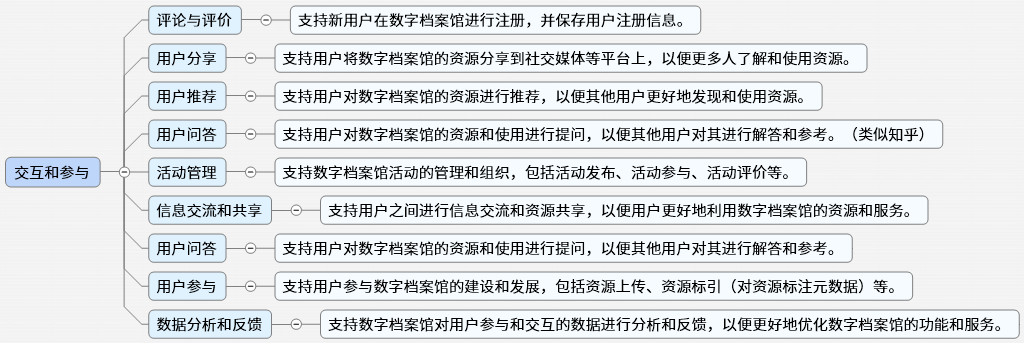 交互和参与
评论与评价
支持新用户在数字档案馆进行注册，并保存用户注册信息。
用户分享
支持用户将数字档案馆的资源分享到社交媒体等平台上，以便更多人了解和使用资源。
用户推荐
支持用户对数字档案馆的资源进行推荐，以便其他用户更好地发现和使用资源。
用户问答
支持用户对数字档案馆的资源和使用进行提问，以便其他用户对其进行解答和参考。（类似知乎）
活动管理
支持数字档案馆活动的管理和组织，包括活动发布、活动参与、活动评价等。
信息交流和共享
支持用户之间进行信息交流和资源共享，以便用户更好地利用数字档案馆的资源和服务。
用户问答
支持用户对数字档案馆的资源和使用进行提问，以便其他用户对其进行解答和参考。
用户参与
支持用户参与数字档案馆的建设和发展，包括资源上传、资源标引（对资源标注元数据）等。
数据分析和反馈
支持数字档案馆对用户参与和交互的数据进行分析和反馈，以便更好地优化数字档案馆的功能和服务。